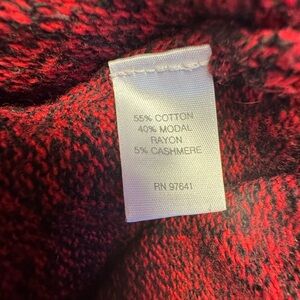 55% COTTON
40% MODAL
RAYON
5% CASHMERE
RN 97641